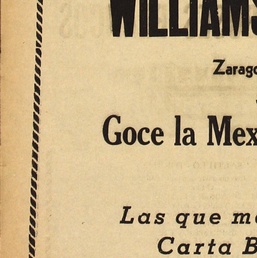 WILLIAMS
Zarago
Goce la Mex
Las que m
Carta B